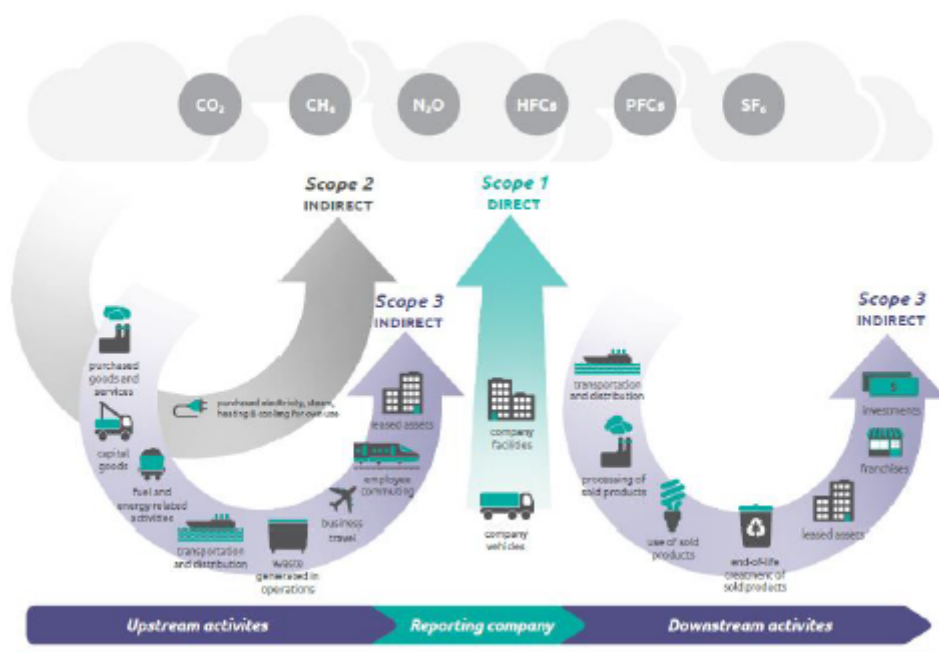 CO₂
CH₄
N₂O
HFCs
PFCs
SF₆
Scope 2
INDIRECT
Scope 1
DIRECT
Scope 3
INDIRECT
Scope 3
INDIRECT
purchased
goods and
services
capital
goods
fuel and
energy related
activities
transportation
and distribution
waste
generated in
operations
business
travel
employee
commuting
leased assets
purchased electricity, steam,
heating & cooling for own use
company
facilities
company
vehicles
transportation
and distribution
processing of
sold products
use of sold
products
end-of-life
treatment of
sold products
leased assets
franchises
investments
$
Upstream activites
Reporting company
Downstream activites